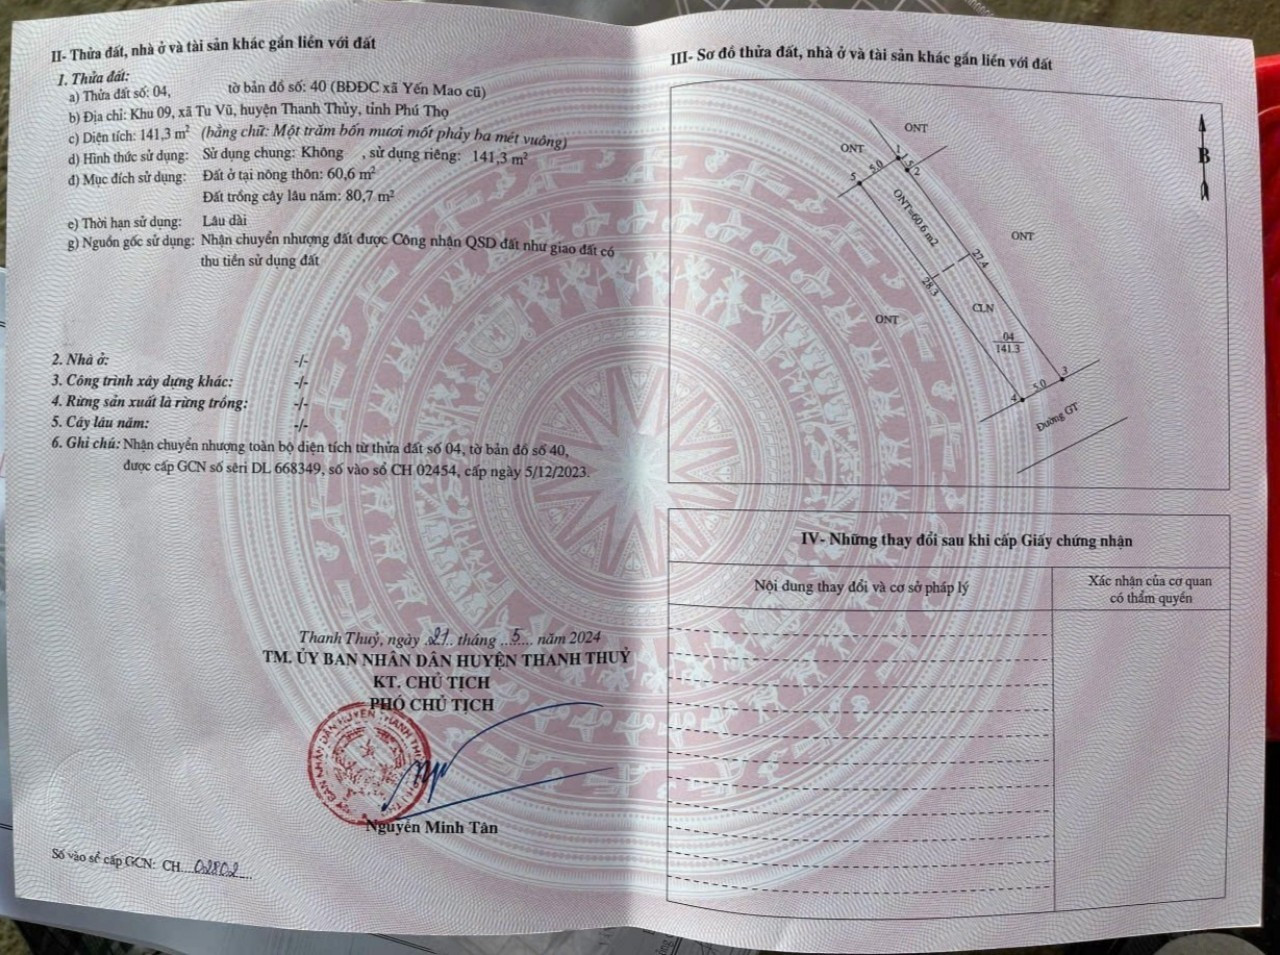 II- Thửa đất, nhà ở và tài sản khác gắn liền với đất
1. Thửa đất:
a) Thửa đất số: 04, tờ bản đồ số: 40 (BĐĐC xã Yến Mao cũ)
b) Địa chỉ: Khu 09, xã Tu Vũ, huyện Thanh Thủy, tỉnh Phú Thọ
c) Diện tích: 141,3 m² (bằng chữ: Một trăm bốn mươi mốt phảy ba mét vuông)
d) Hình thức sử dụng: Sử dụng chung: Không , sử dụng riêng: 141,3 m²
đ) Mục đích sử dụng: Đất ở tại nông thôn: 60,6 m²
Đất trồng cây lâu năm: 80,7 m²
e) Thời hạn sử dụng: Lâu dài
g) Nguồn gốc sử dụng: Nhận chuyển nhượng đất được Công nhận QSD đất như giao đất có
thu tiền sử dụng đất
2. Nhà ở: -/-
3. Công trình xây dựng khác: -/-
4. Rừng sản xuất là rừng trồng: -/-
5. Cây lâu năm: -/-
6. Ghi chú: Nhận chuyển nhượng toàn bộ diện tích từ thửa đất số 04, tờ bản đồ số 40,
được cấp GCN số sêri DL 668349, số vào sổ CH 02454, cấp ngày 5/12/2023.
Thanh Thuỷ, ngày 21 tháng 5 năm 2024
TM. ỦY BAN NHÂN DÂN HUYỆN THANH THUỶ
KT. CHỦ TỊCH
PHÓ CHỦ TỊCH
Nguyễn Minh Tân
Số vào sổ cấp GCN: CH 02802
III- Sơ đồ thửa đất, nhà ở và tài sản khác gắn liền với đất
ONT
ONT
B
1
1.5
2
5.0
5
ONT=60.6 m2
ONT
27.4
28.3
CLN
ONT
04
141.3
3
5.0
4
Đường GT
IV- Những thay đổi sau khi cấp Giấy chứng nhận
Nội dung thay đổi và cơ sở pháp lý
Xác nhận của cơ quan
có thẩm quyền